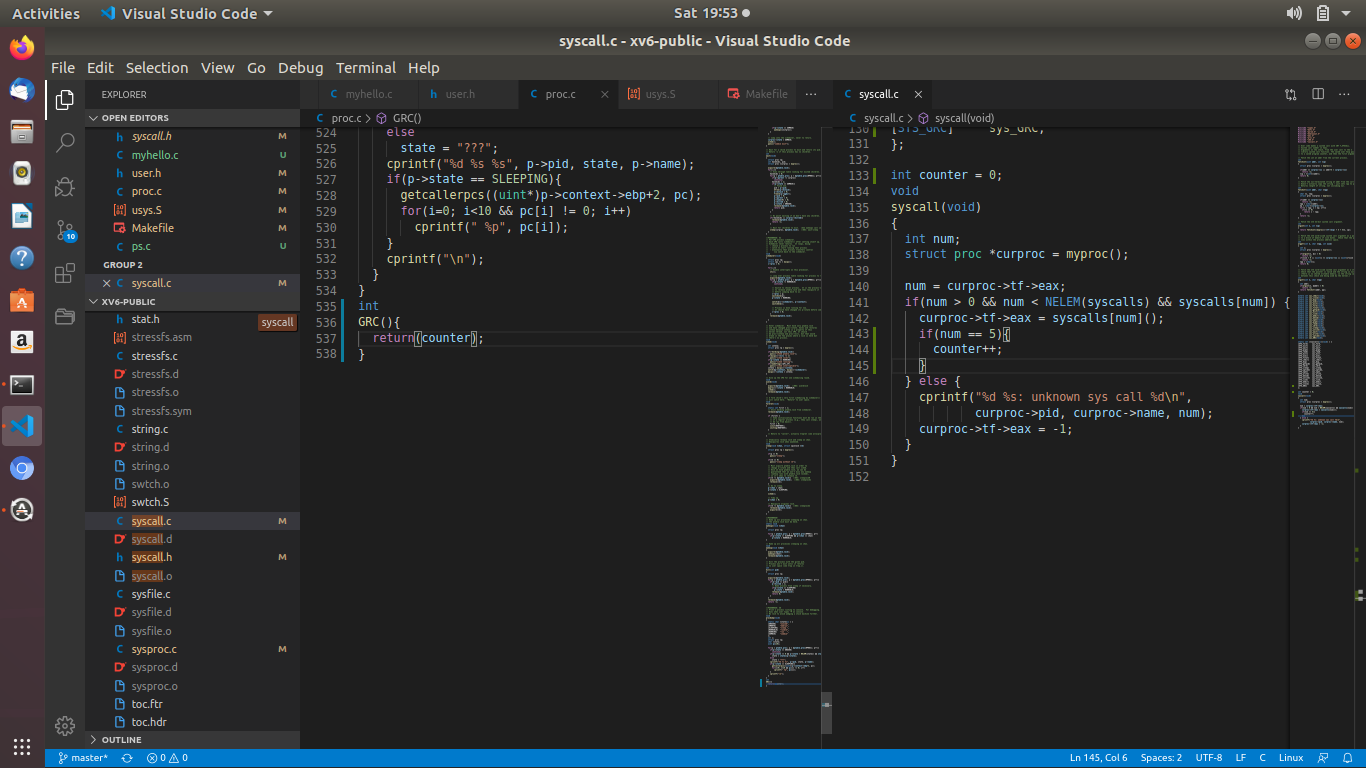 Activities Visual Studio Code Sat 19:53
syscall.c - xv6-public - Visual Studio Code
File Edit Selection View Go Debug Terminal Help
EXPLORER
OPEN EDITORS
syscall.h M
myhello.c U
user.h M
proc.c M
usys.S M
Makefile M
ps.c U
GROUP 2
syscall.c M
XV6-PUBLIC
syscall
stat.h
stressfs.asm
stressfs.c
stressfs.d
stressfs.o
stressfs.sym
string.c
string.d
string.o
swtch.o
swtch.S
syscall.c M
syscall.d
syscall.h M
syscall.o
sysfile.c
sysfile.d
sysfile.o
sysproc.c M
sysproc.d
sysproc.o
toc.ftr
toc.hdr
OUTLINE
10
myhello.c user.h proc.c usys.S Makefile
proc.c > GRC()
524 else
525 state = "???";
526 cprintf("%d %s %s", p->pid, state, p->name);
527 if(p->state == SLEEPING){
528 getcallerpcs((uint*)p->context->ebp+2, pc);
529 for(i=0; i<10 && pc[i] != 0; i++)
530 cprintf(" %p", pc[i]);
531 }
532 cprintf("\n");
533 }
534 }
535 int
536 GRC(){
537 return(counter);
538 }
syscall.c
syscall.c > syscall(void)
130 [SYS_GRC] sys_GRC,
131 };
132
133 int counter = 0;
134 void
135 syscall(void)
136 {
137 int num;
138 struct proc *curproc = myproc();
139
140 num = curproc->tf->eax;
141 if(num > 0 && num < NELEM(syscalls) && syscalls[num]) {
142 curproc->tf->eax = syscalls[num]();
143 if(num == 5){
144 counter++;
145 }
146 } else {
147 cprintf("%d %s: unknown sys call %d\n",
148 curproc->pid, curproc->name, num);
149 curproc->tf->eax = -1;
150 }
151 }
152
master* 0 0 Ln 145, Col 6 Spaces: 2 UTF-8 LF C Linux